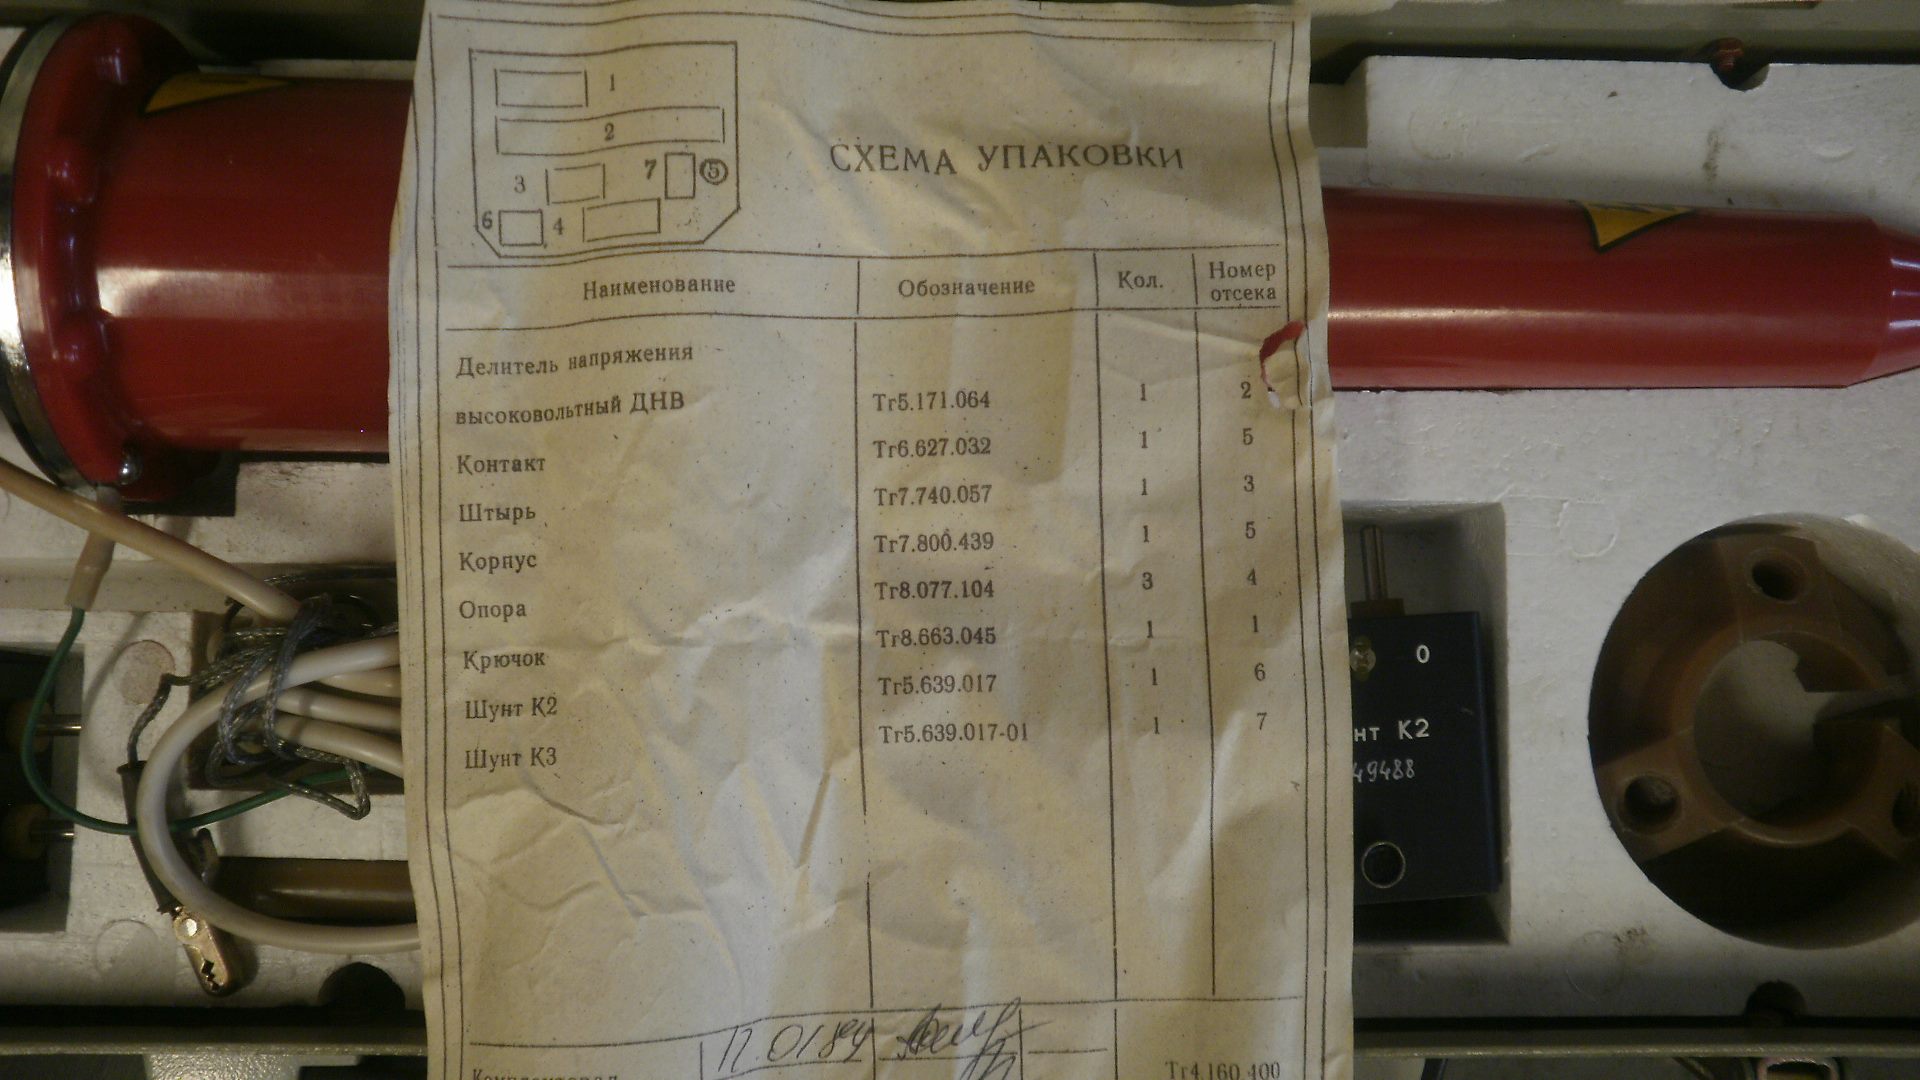 1
2
3
7
5
6
4
СХЕМА УПАКОВКИ
Наименование Обозначение Кол. Номер отсека
Делитель напряжения
высоковольтный ДНВ Тг5.171.064 1 2
Контакт Тг6.627.032 1 5
Штырь Тг7.740.057 1 3
Корпус Тг7.800.439 1 5
Опора Тг8.077.104 3 4
Крючок Тг8.663.045 1 1
Шунт К2 Тг5.639.017 1 6
Шунт К3 Тг5.639.017-01 1 7
Тг4.160.400
0
нт К2
49488